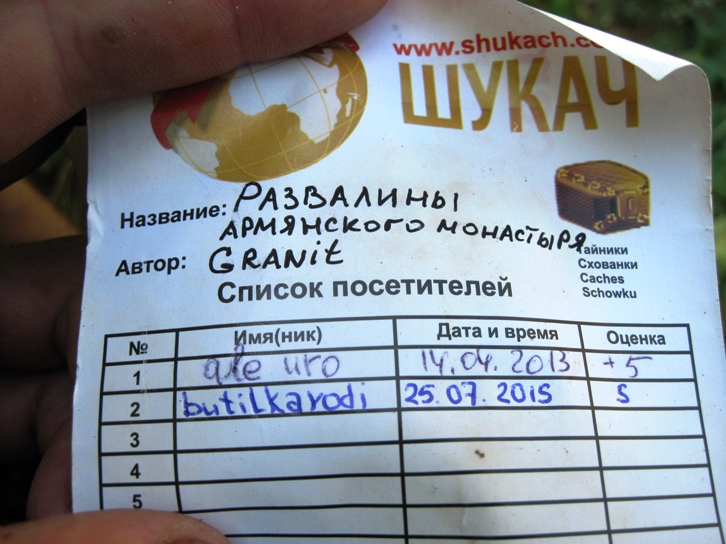 www.shukach.c
ШУКАЧ
Название: РАЗВАЛИНЫ
АРМЯНСКОГО МОНАСТЫРЯ
Автор: GRANIt
Тайники
Схованки
Caches
Schowku
Список посетителей
№ Имя(ник) Дата и время Оценка
1 14.04.2013 +5
2 butilkavodi 25.07.2015 5
3
4
5